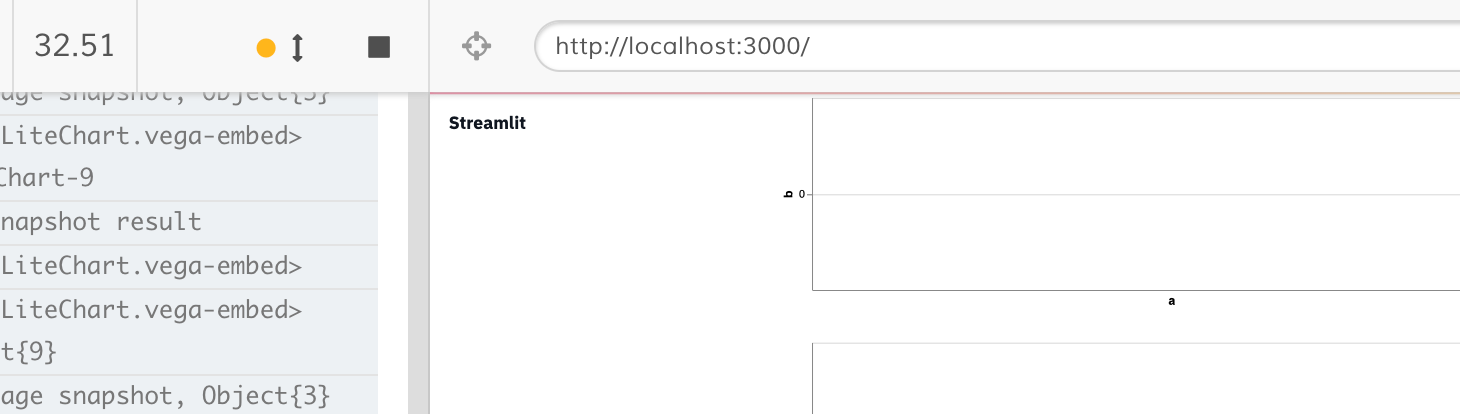 32.51
http://localhost:3000/
age snapshot, Object{3}
LiteChart.vega-embed>
Chart-9
napshot result
LiteChart.vega-embed>
LiteChart.vega-embed>
t{9}
age snapshot, Object{3}
Streamlit
b
0
a